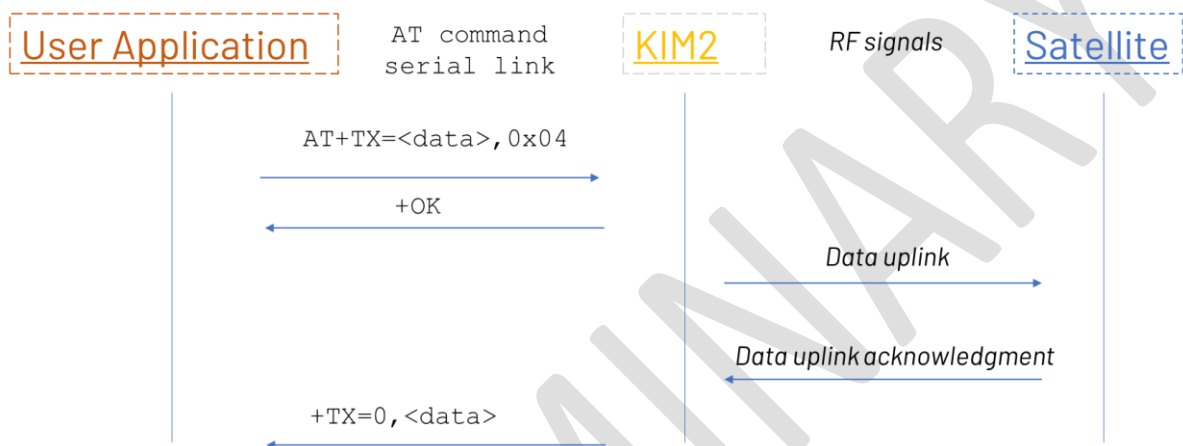 User Application
AT command
serial link
KIM2
RF signals
Satellite
AT+TX=<data>,0x04
+OK
Data uplink
Data uplink acknowledgment
+TX=0,<data>
MINARY